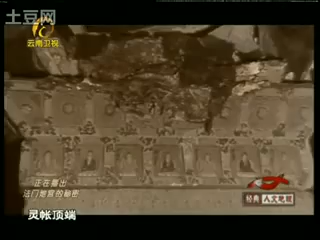 土豆网
云南卫视
正在播出
法门地宫的秘密
灵帐顶端
经典 人文地理